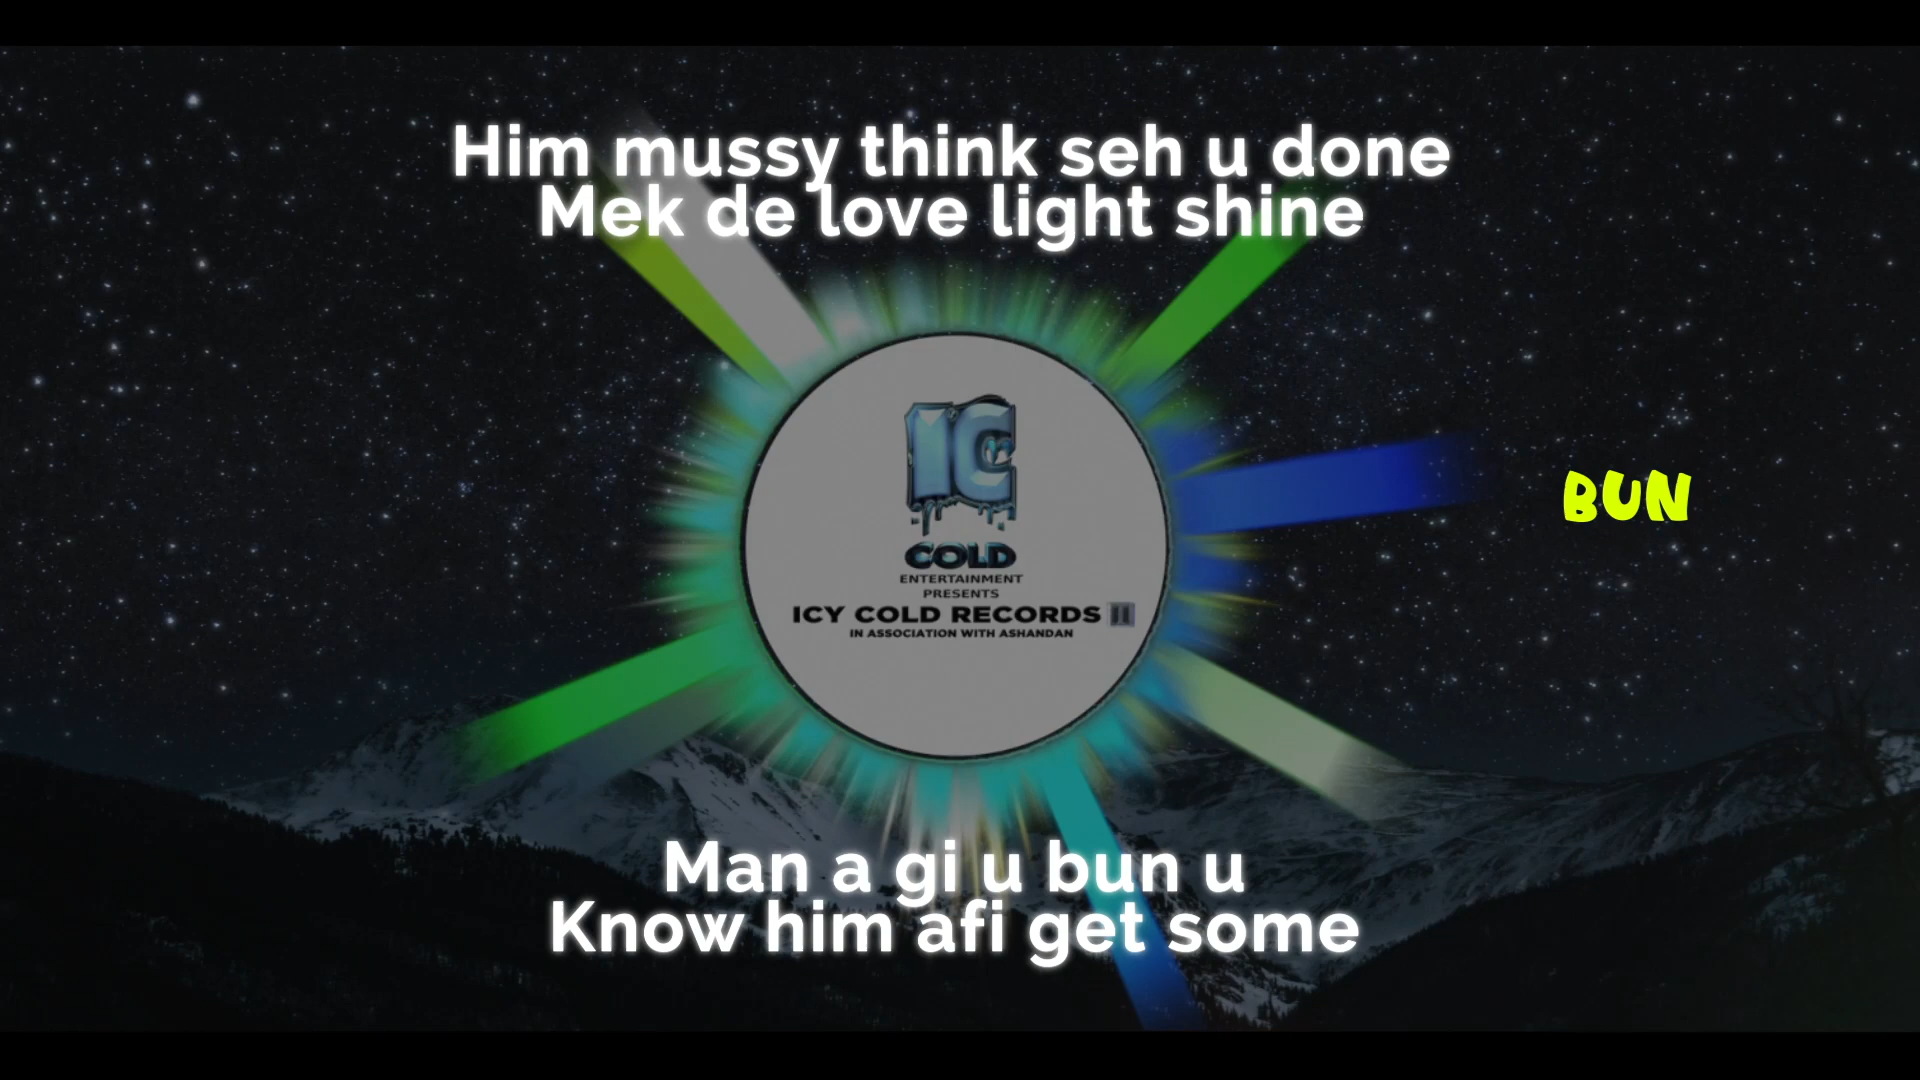 Him mussy think seh u done
Mek de love light shine
BUN
IC
COLD
ENTERTAINMENT
PRESENTS
ICY COLD RECORDS II
IN ASSOCIATION WITH ASHANDAN
Man a gi u bun u
Know him afi get some